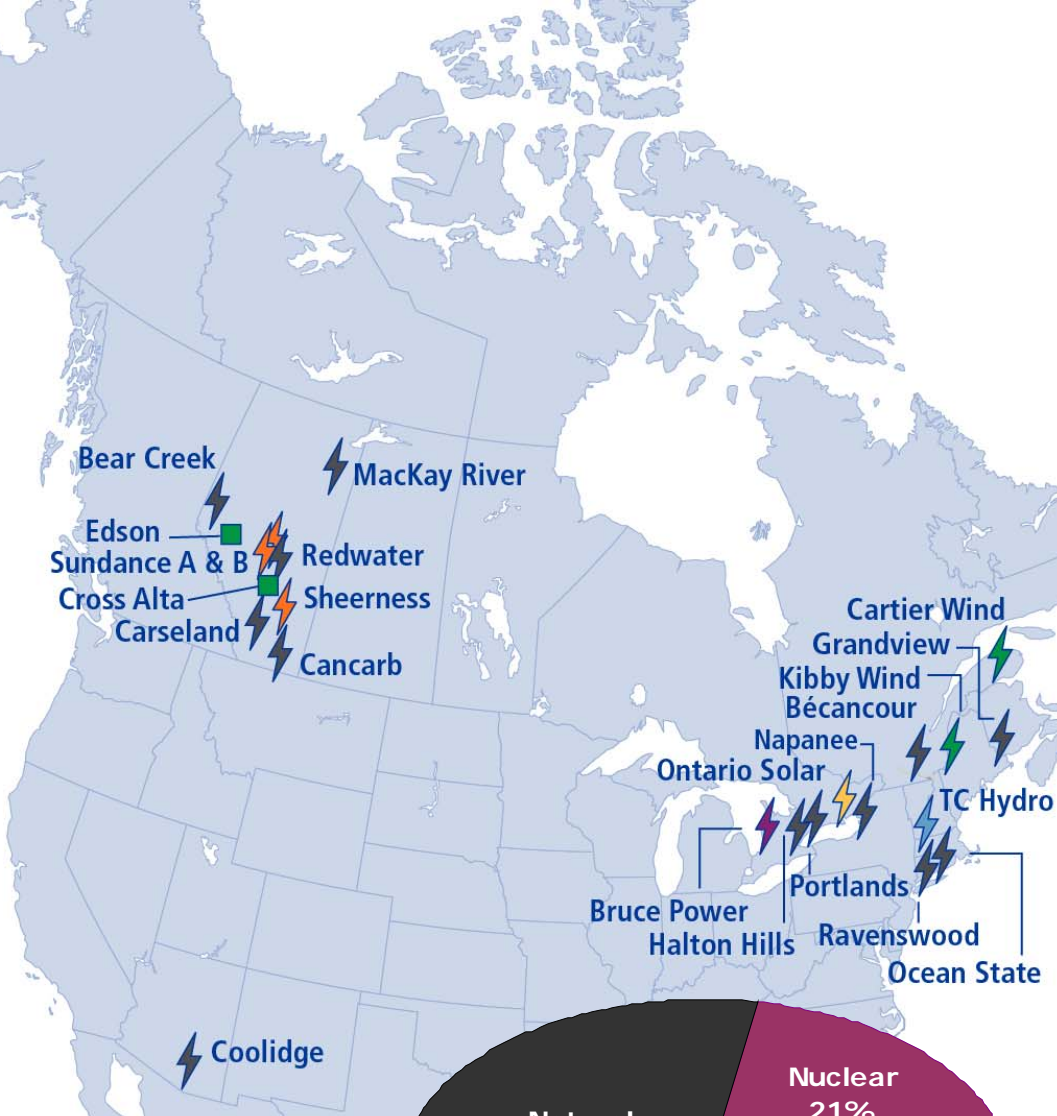 Bear Creek
MacKay River
Edson
Sundance A & B
Redwater
Cross Alta
Sheerness
Carseland
Cancarb
Cartier Wind
Grandview
Kibby Wind
Bécancour
Napanee
Ontario Solar
TC Hydro
Portlands
Bruce Power
Halton Hills
Ravenswood
Ocean State
Coolidge
Nuclear
21%